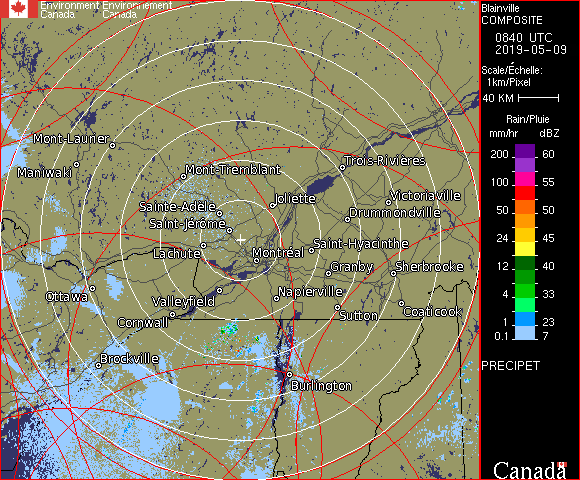 Environment Environnement
Canada Canada
Blainville
COMPOSITE
0840 UTC
2019-05-09
Scale/Échelle:
1km/Pixel
40 KM
Rain/Pluie
mm/hr dBZ
200 60
100 55
50 50
24 45
12 40
4 33
1 23
0.1 7
PRECIPET
Canada
Mont-Laurier
Maniwaki
Mont-Tremblant
Trois-Rivières
Sainte-Adèle
Joliette
Victoriaville
Drummondville
Saint-Jérôme
Lachute
Montréal
Saint-Hyacinthe
Granby
Sherbrooke
Ottawa
Valleyfield
Napierville
Cornwall
Sutton
Coaticook
Brockville
Burlington